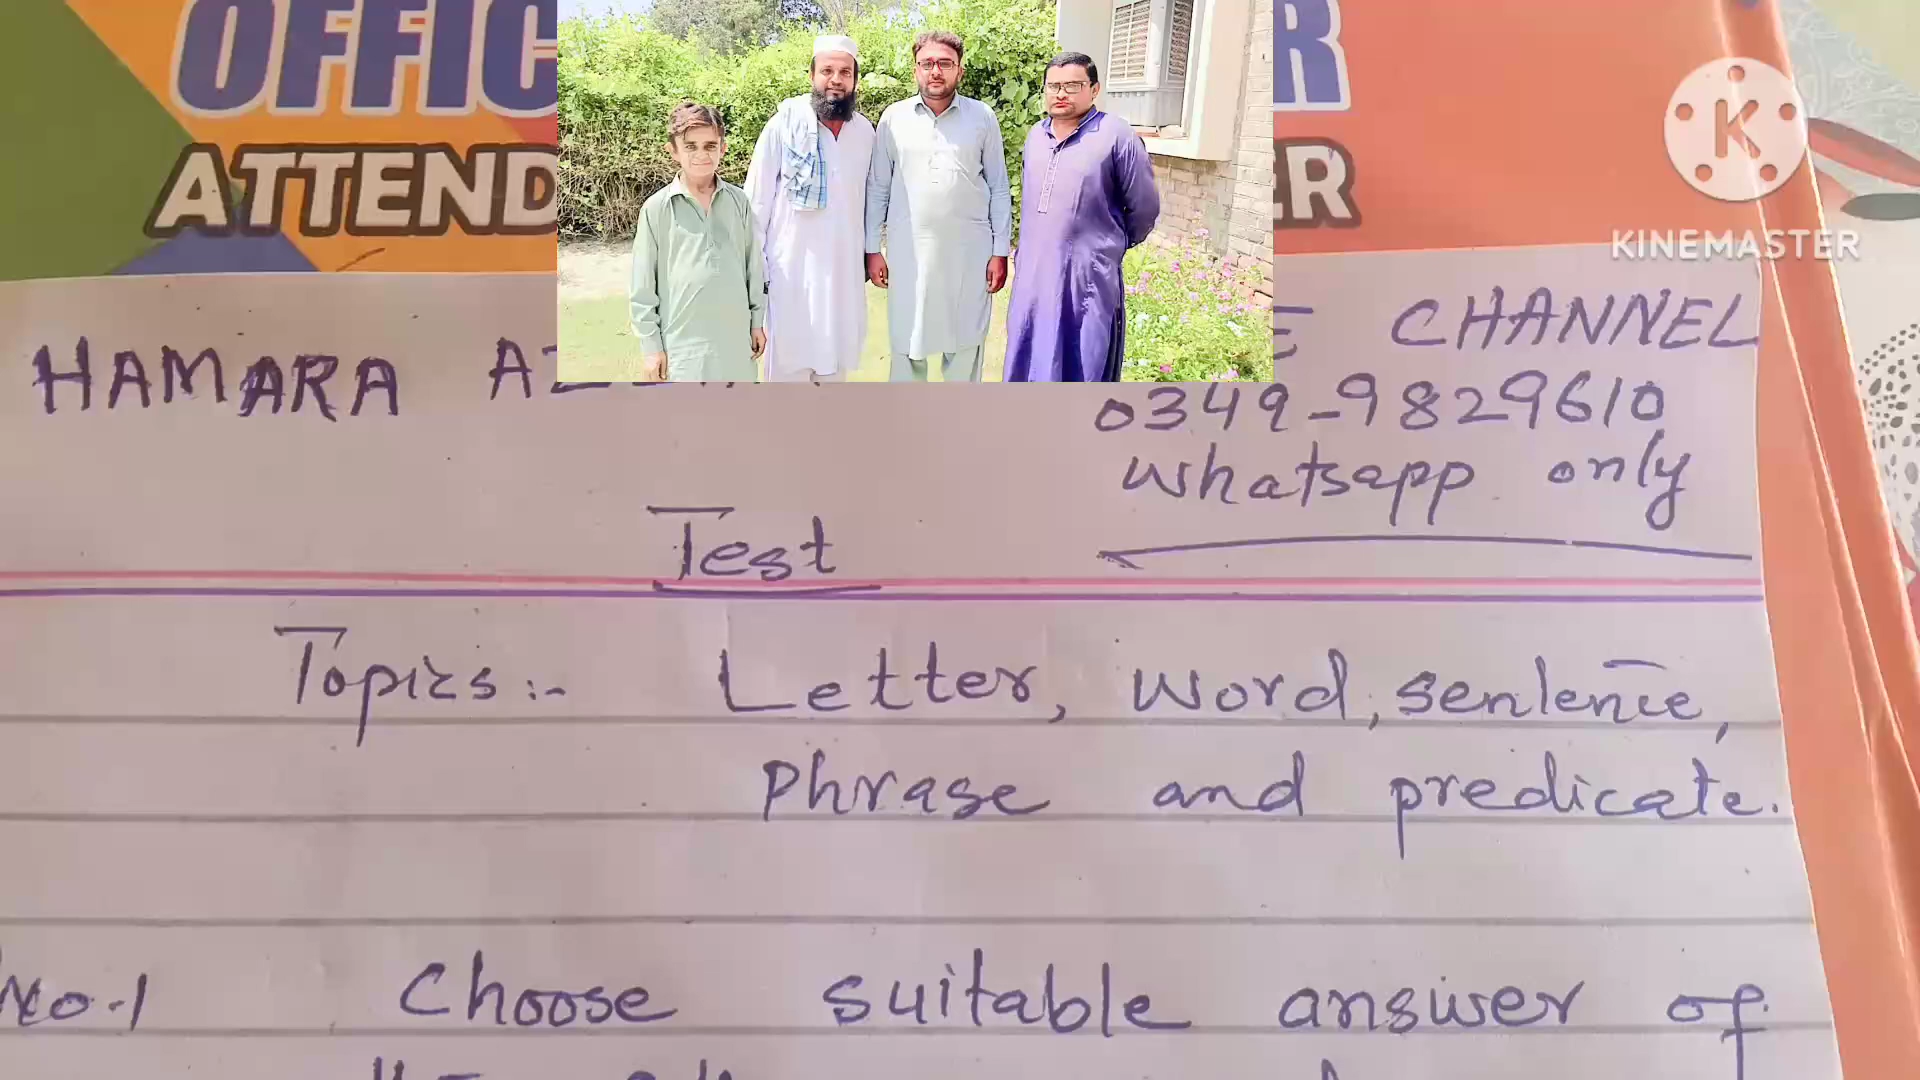 OFFIC R
ATTEND ER
KINEMASTER
HAMARA E CHANNEL
0349-9829610
whatsapp only
Test
Topics:- Letter, word, sentence,
Phrase and predicate.
No.1 Choose suitable answer of